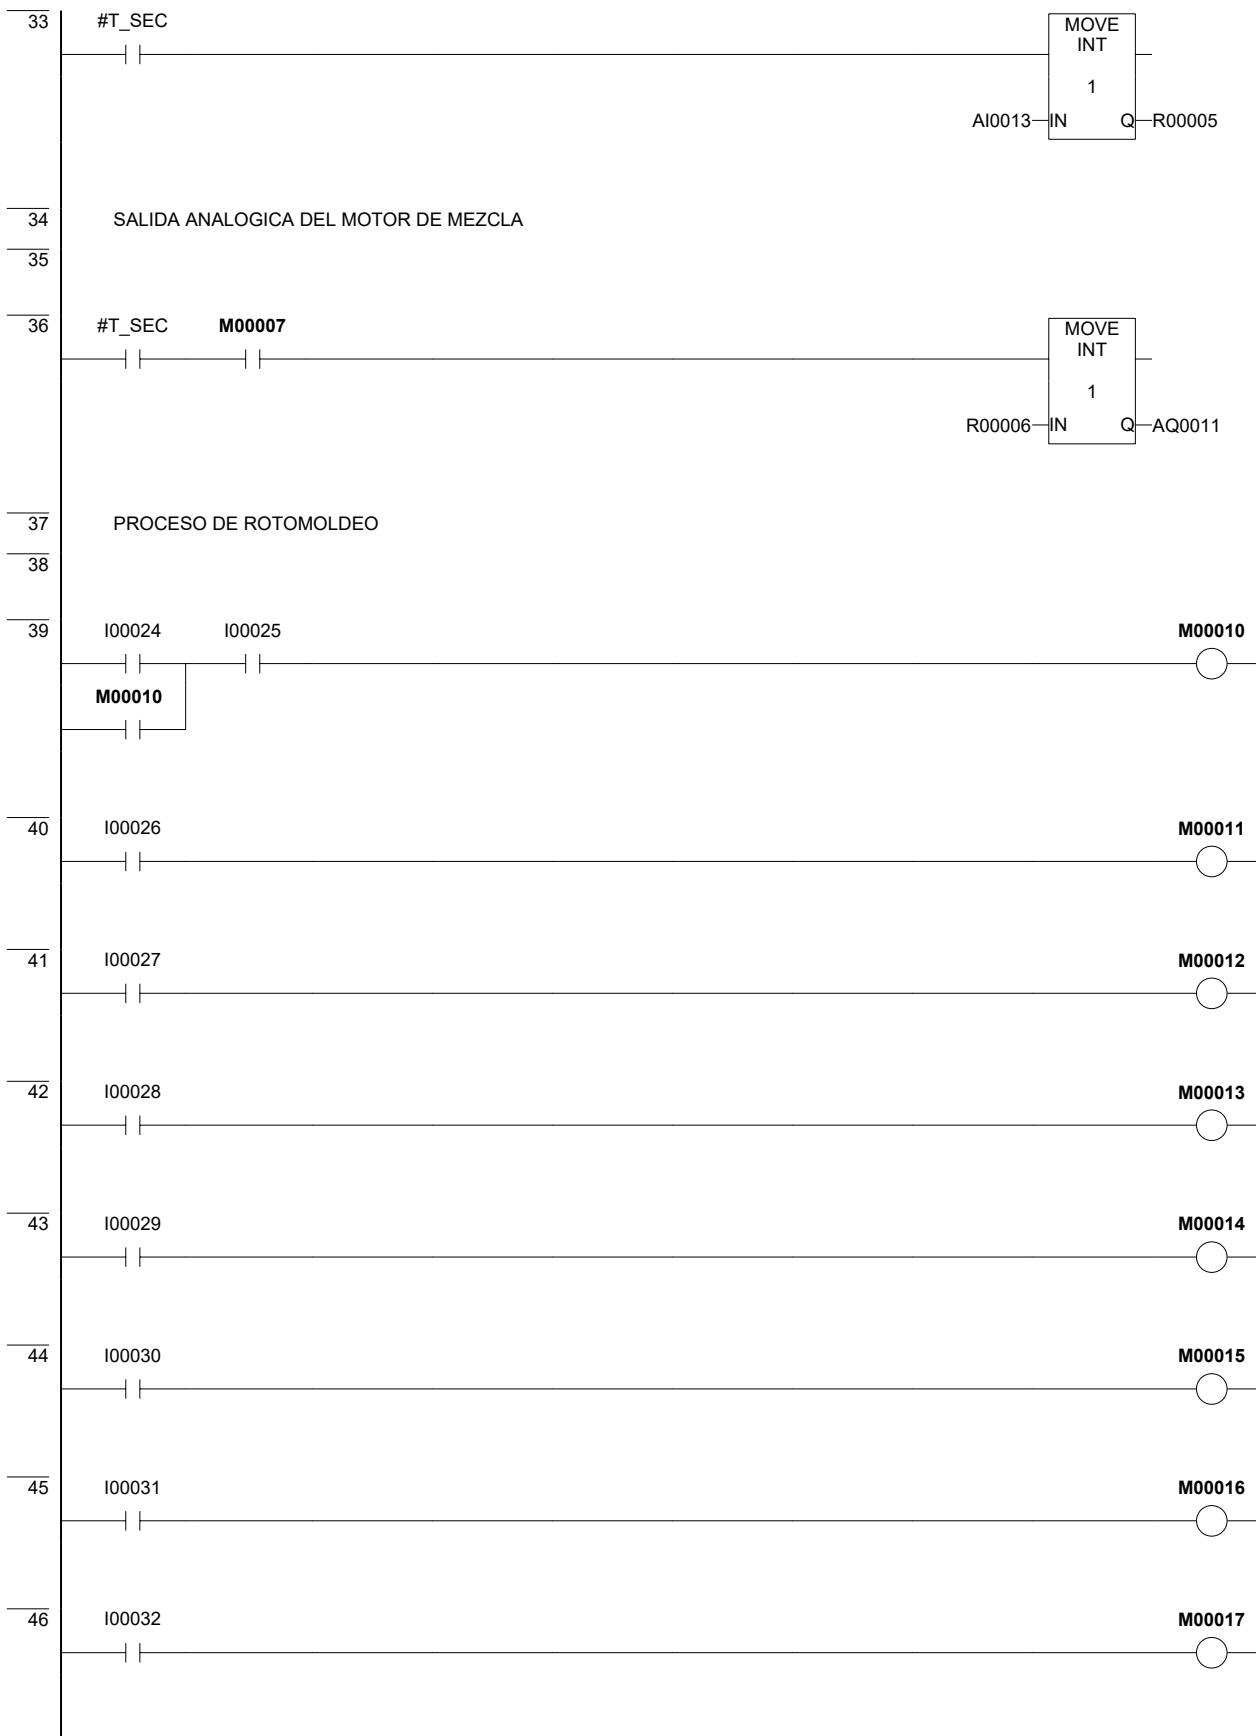 33 #T_SEC MOVE
INT
1
AI0013 IN Q R00005
34 SALIDA ANALOGICA DEL MOTOR DE MEZCLA
35
36 #T_SEC M00007 MOVE
INT
1
R00006 IN Q AQ0011
37 PROCESO DE ROTOMOLDEO
38
39 I00024 I00025 M00010
M00010
40 I00026 M00011
41 I00027 M00012
42 I00028 M00013
43 I00029 M00014
44 I00030 M00015
45 I00031 M00016
46 I00032 M00017